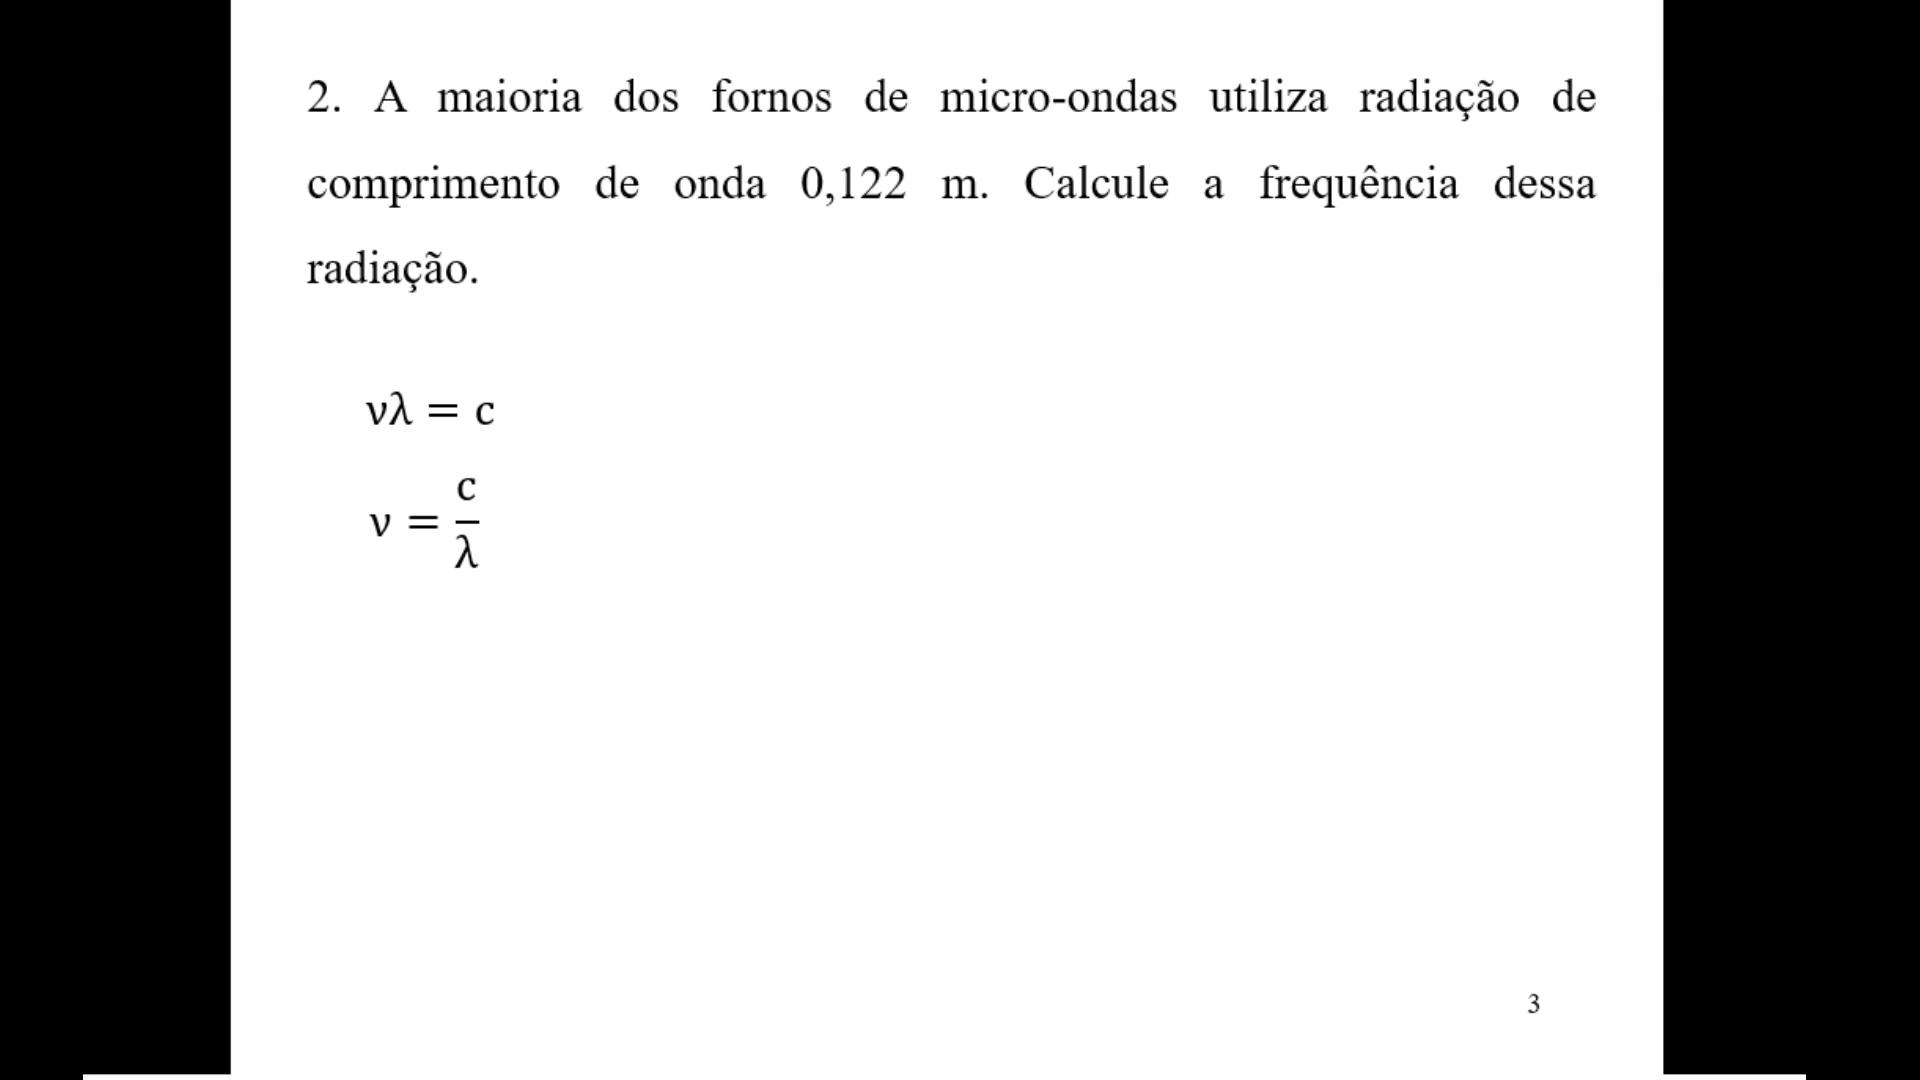 2. A maioria dos fornos de micro-ondas utiliza radiação de
comprimento de onda 0,122 m. Calcule a frequência dessa
radiação.
νλ = c
ν = c/λ
3